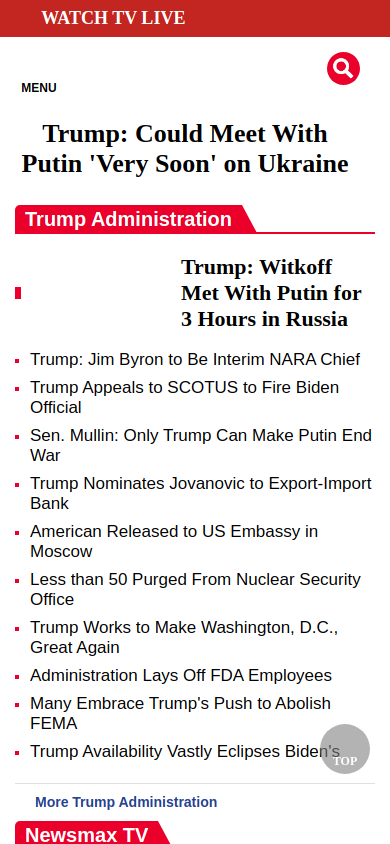 WATCH TV LIVE
MENU
Trump: Could Meet With
Putin 'Very Soon' on Ukraine
Trump Administration
Trump: Witkoff
Met With Putin for
3 Hours in Russia
Trump: Jim Byron to Be Interim NARA Chief
Trump Appeals to SCOTUS to Fire Biden
Official
Sen. Mullin: Only Trump Can Make Putin End
War
Trump Nominates Jovanovic to Export-Import
Bank
American Released to US Embassy in
Moscow
Less than 50 Purged From Nuclear Security
Office
Trump Works to Make Washington, D.C.,
Great Again
Administration Lays Off FDA Employees
Many Embrace Trump's Push to Abolish
FEMA
Trump Availability Vastly Eclipses Biden's
TOP
More Trump Administration
Newsmax TV